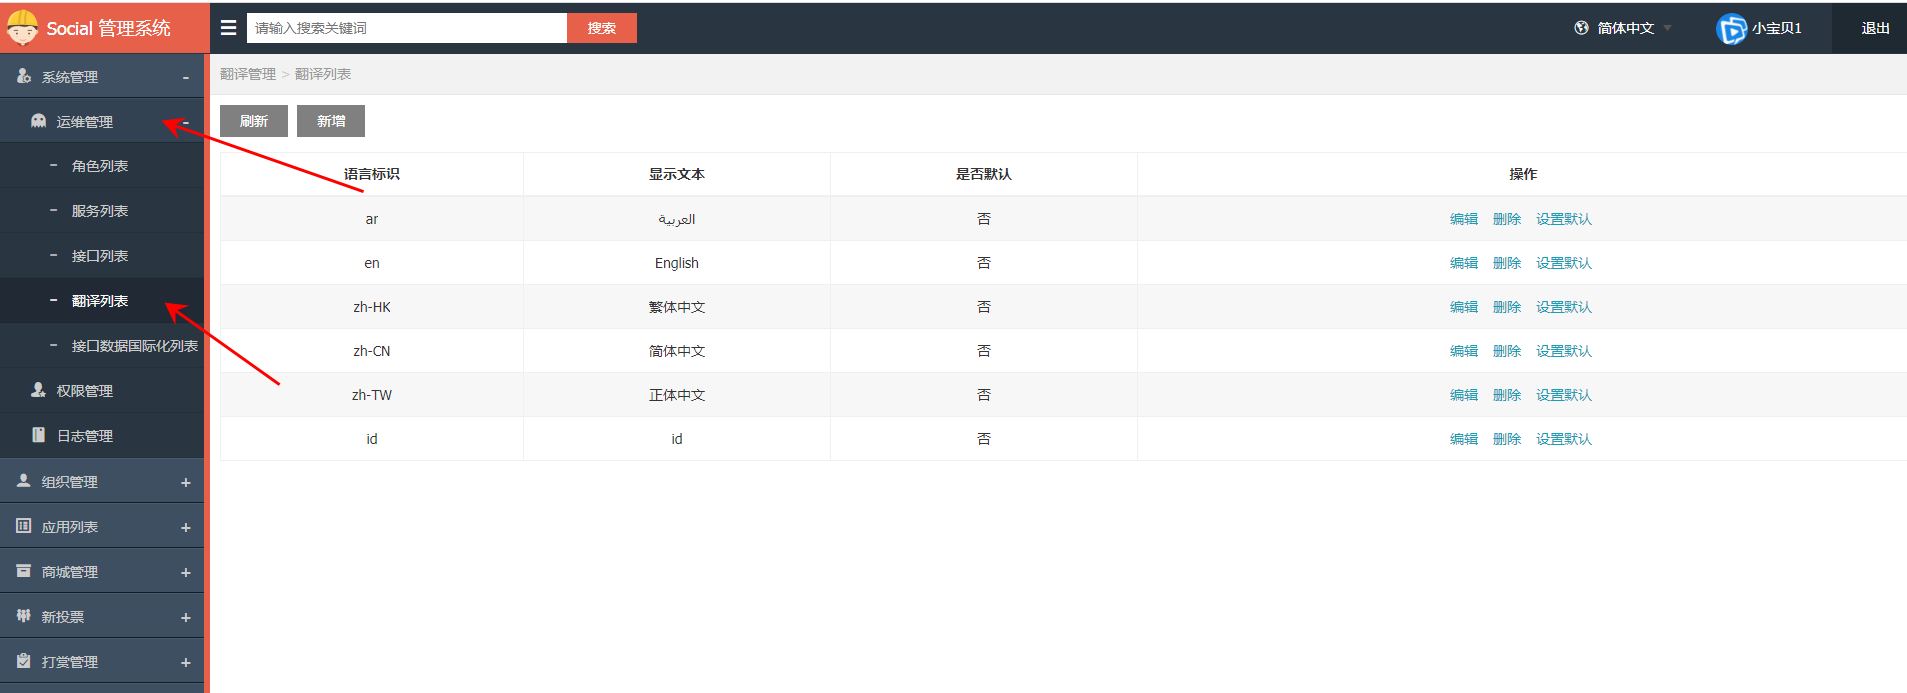 Social 管理系统
请输入搜索关键词
搜索
简体中文
小宝贝1
退出
系统管理 -
运维管理 -
- 角色列表
- 服务列表
- 接口列表
- 翻译列表
- 接口数据国际化列表
权限管理
日志管理
组织管理 +
应用列表 +
商城管理 +
新投票 +
打赏管理 +
翻译管理 > 翻译列表
刷新 新增
语言标识 显示文本 是否默认 操作
ar العربية 否 编辑 删除 设置默认
en English 否 编辑 删除 设置默认
zh-HK 繁体中文 否 编辑 删除 设置默认
zh-CN 简体中文 否 编辑 删除 设置默认
zh-TW 正体中文 否 编辑 删除 设置默认
id id 否 编辑 删除 设置默认